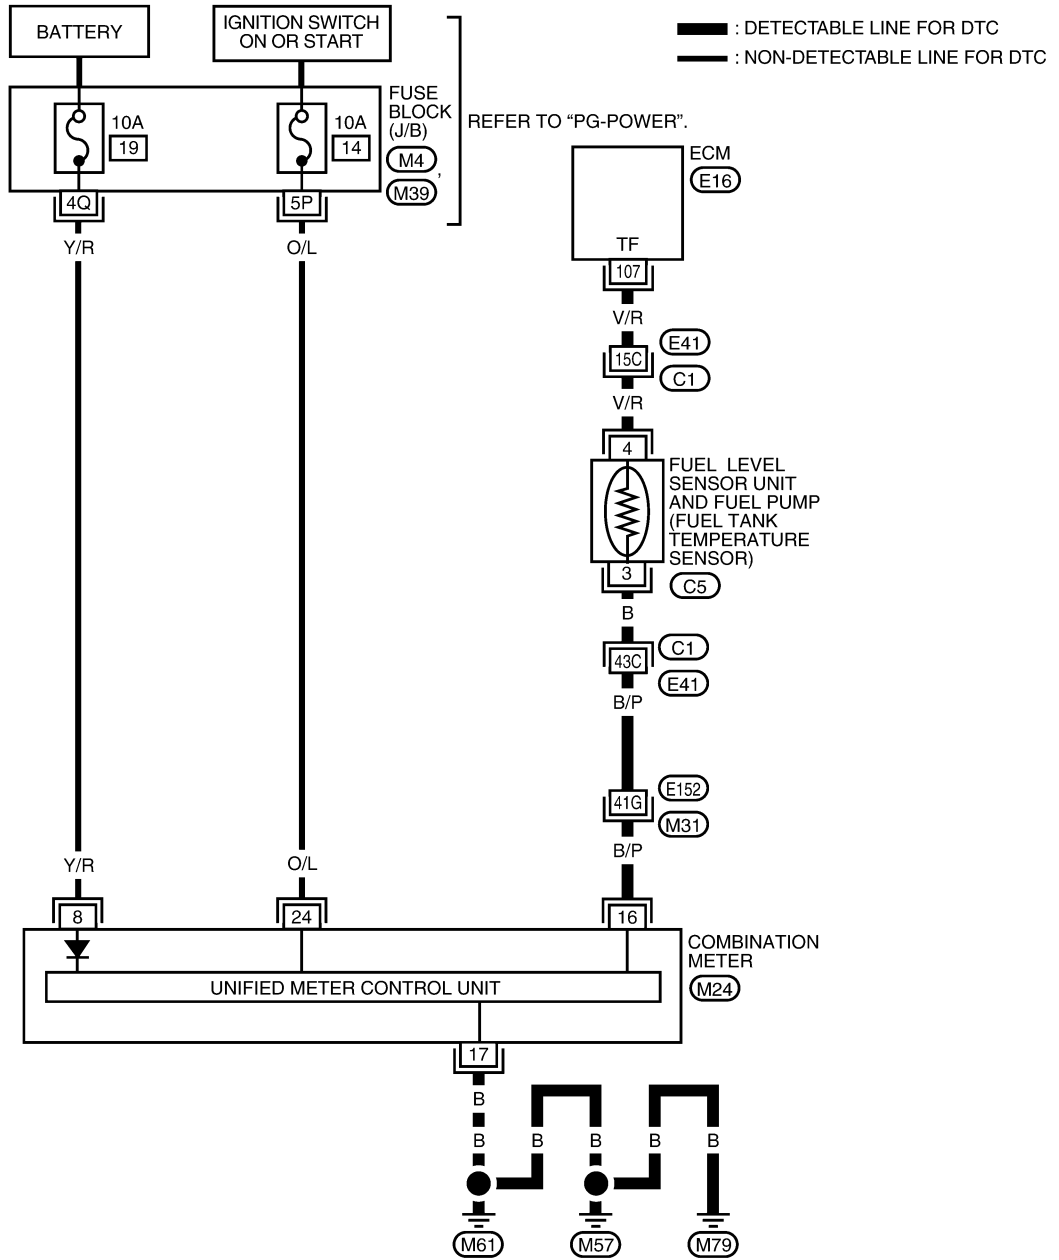 BATTERY
IGNITION SWITCH
ON OR START
: DETECTABLE LINE FOR DTC
: NON-DETECTABLE LINE FOR DTC
10A
19
10A
14
FUSE
BLOCK
(J/B)
M4
,
M39
REFER TO “PG-POWER”.
4Q
5P
Y/R
O/L
ECM
E16
TF
107
V/R
15C
E41
C1
V/R
4
FUEL LEVEL
SENSOR UNIT
AND FUEL PUMP
(FUEL TANK
TEMPERATURE
SENSOR)
3
C5
B
43C
C1
E41
B/P
41G
E152
M31
B/P
Y/R
O/L
8
24
16
COMBINATION
METER
M24
UNIFIED METER CONTROL UNIT
17
B
B
B
B
B
B
M61
M57
M79